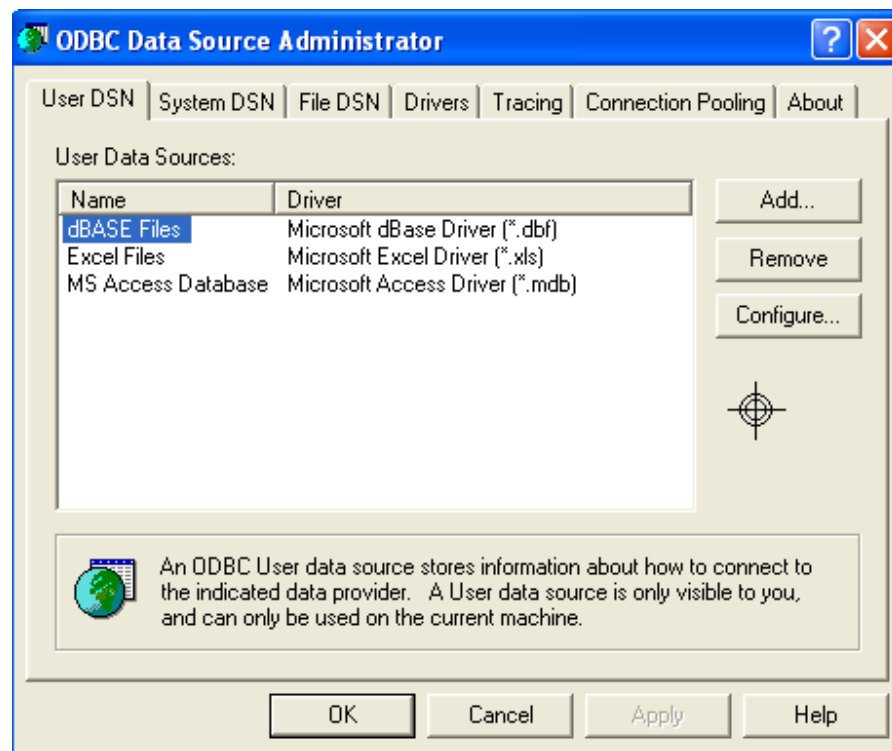 ODBC Data Source Administrator
User DSN System DSN File DSN Drivers Tracing Connection Pooling About
User Data Sources:
Name Driver
dBASE Files Microsoft dBase Driver (*.dbf)
Excel Files Microsoft Excel Driver (*.xls)
MS Access Database Microsoft Access Driver (*.mdb)
Add...
Remove
Configure...
An ODBC User data source stores information about how to connect to
the indicated data provider. A User data source is only visible to you,
and can only be used on the current machine.
OK Cancel Apply Help